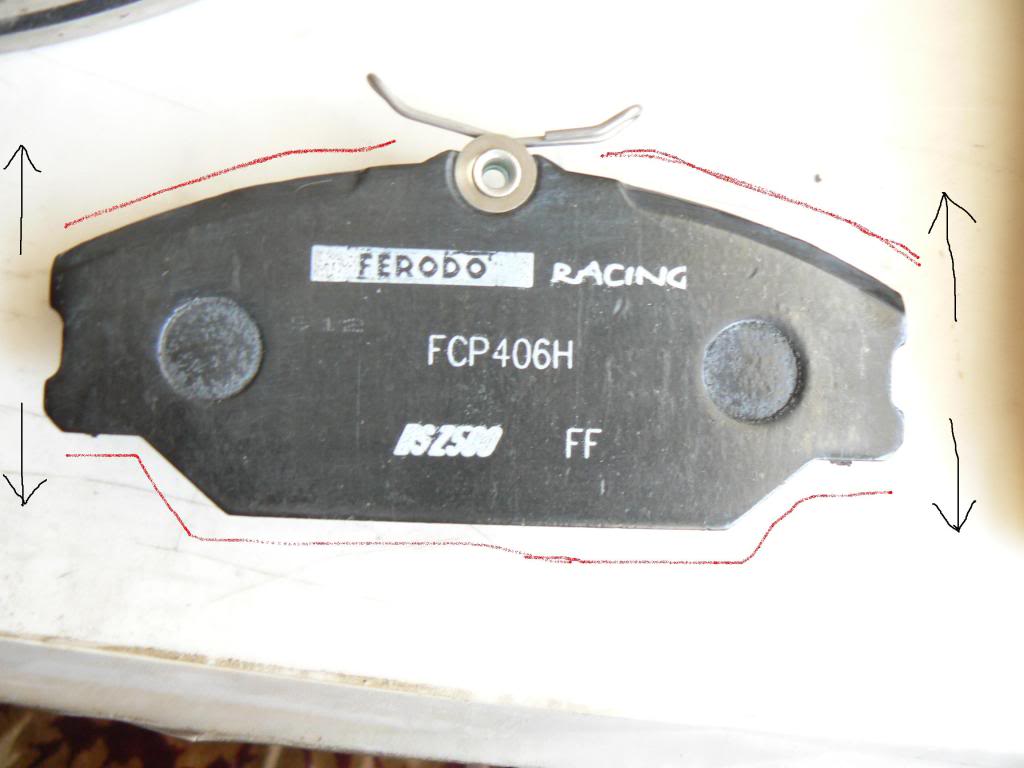 FERODO RACING
FCP406H
DS2500 FF